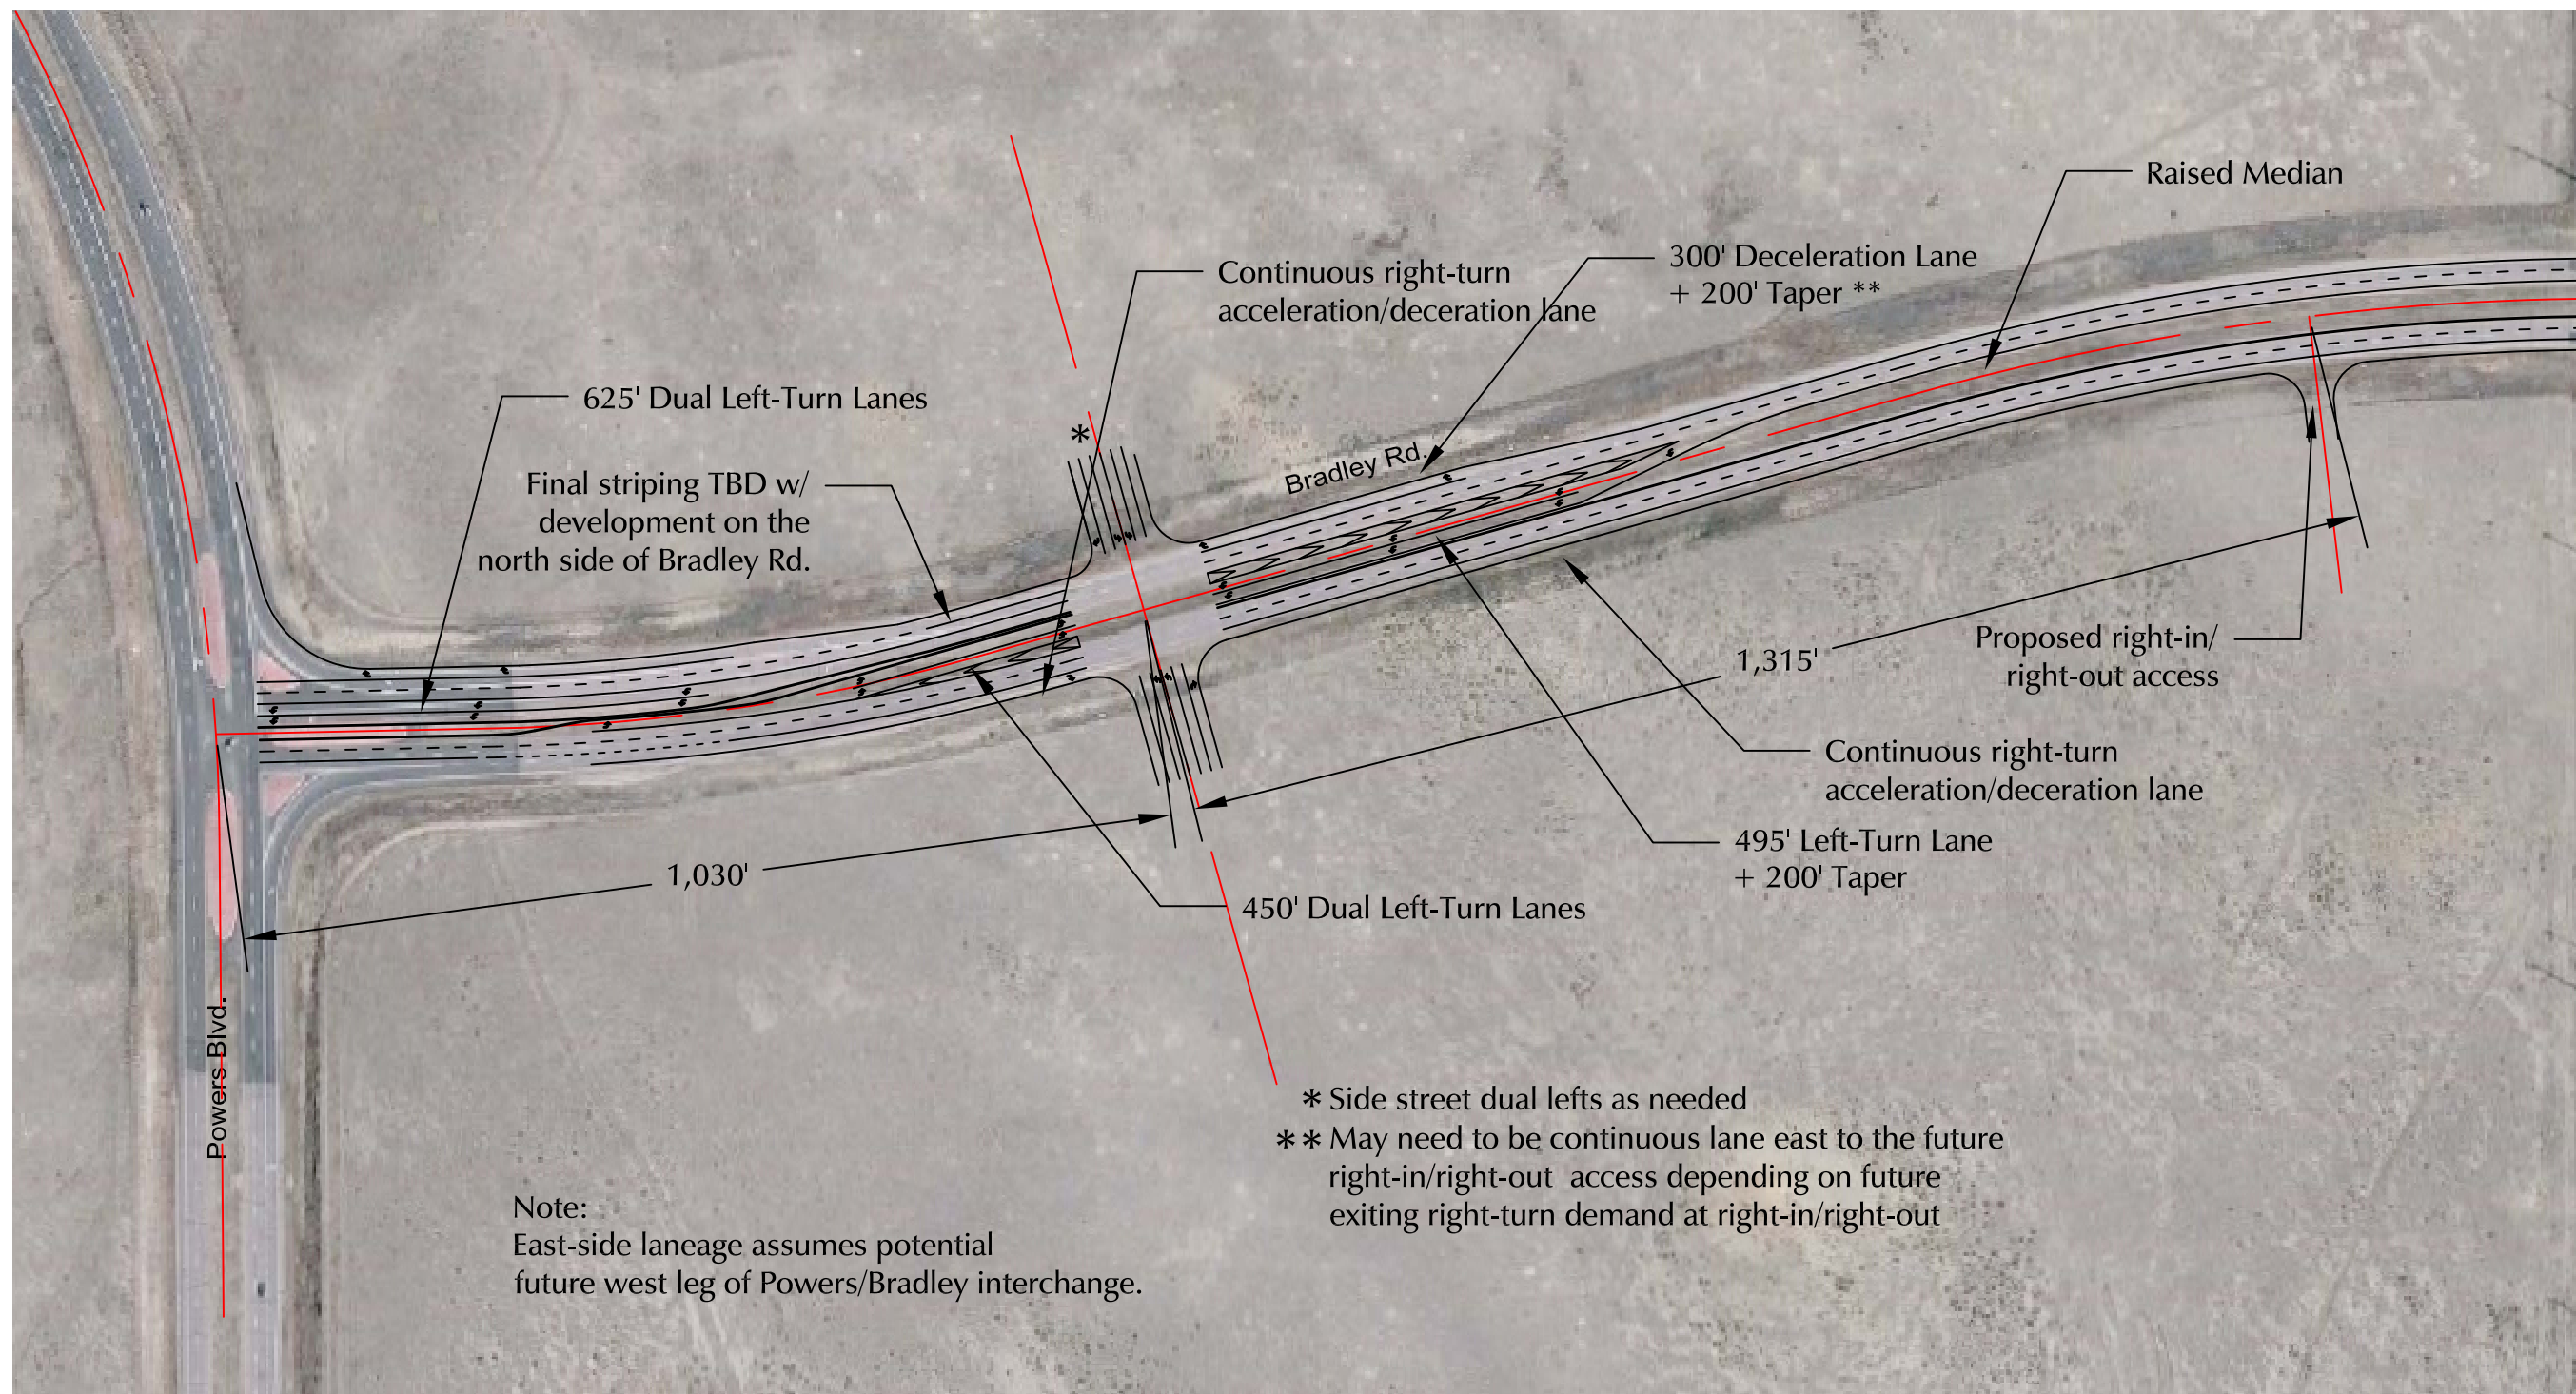 Raised Median
300' Deceleration Lane
+ 200' Taper **
Continuous right-turn
acceleration/deceration lane
625' Dual Left-Turn Lanes
*
Final striping TBD w/
development on the
north side of Bradley Rd.
Bradley Rd.
1,315'
Proposed right-in/
right-out access
Continuous right-turn
acceleration/deceration lane
495' Left-Turn Lane
+ 200' Taper
1,030'
450' Dual Left-Turn Lanes
Powers Blvd.
* Side street dual lefts as needed
** May need to be continuous lane east to the future
right-in/right-out access depending on future
exiting right-turn demand at right-in/right-out
Note:
East-side laneage assumes potential
future west leg of Powers/Bradley interchange.